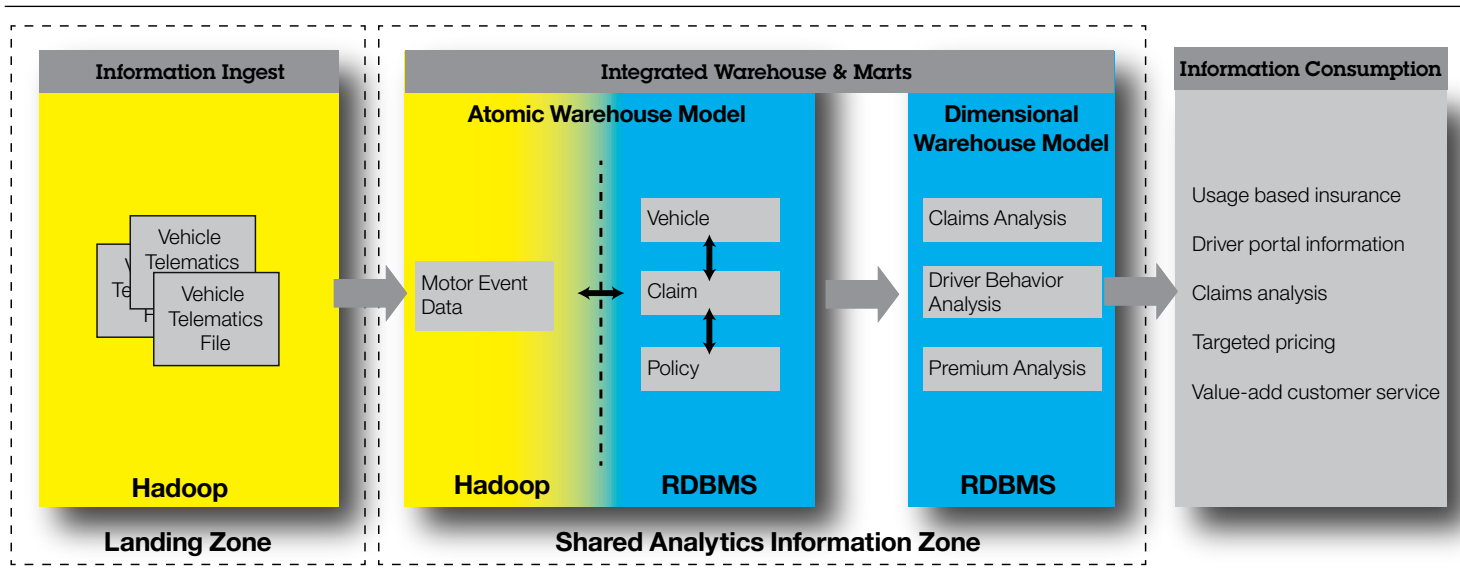 Information Ingest
Vehicle
Telematics
Vehicle
Telematics
File
V
Te
F
Hadoop
Landing Zone
Integrated Warehouse & Marts
Atomic Warehouse Model
Motor Event
Data
Vehicle
Claim
Policy
Hadoop
RDBMS
Dimensional
Warehouse Model
Claims Analysis
Driver Behavior
Analysis
Premium Analysis
RDBMS
Shared Analytics Information Zone
Information Consumption
Usage based insurance
Driver portal information
Claims analysis
Targeted pricing
Value-add customer service